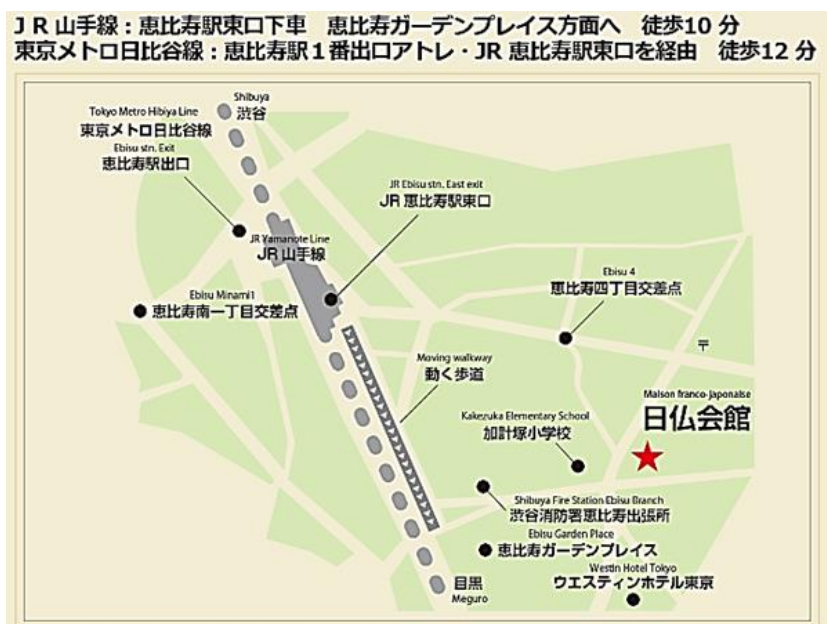 ＪＲ山手線：恵比寿駅東口下車　恵比寿ガーデンプレイス方面へ　徒歩10 分
東京メトロ日比谷線：恵比寿駅１番出口アトレ・JR 恵比寿駅東口を経由　徒歩12 分
Shibuya
渋谷
Tokyo Metro Hibiya Line
東京メトロ日比谷線
Ebisu stn. Exit
恵比寿駅出口
JR Ebisu stn. East exit
JR 恵比寿駅東口
JR Yamanote Line
JR 山手線
Ebisu 4
恵比寿四丁目交差点
Ebisu Minami1
恵比寿南一丁目交差点
〒
Moving walkway
動く歩道
Maison franco-japonaise
日仏会館
Kakezuka Elementary School
加計塚小学校
Shibuya Fire Station Ebisu Branch
渋谷消防署恵比寿出張所
Ebisu Garden Place
恵比寿ガーデンプレイス
Westin Hotel Tokyo
ウエスティンホテル東京
目黒
Meguro